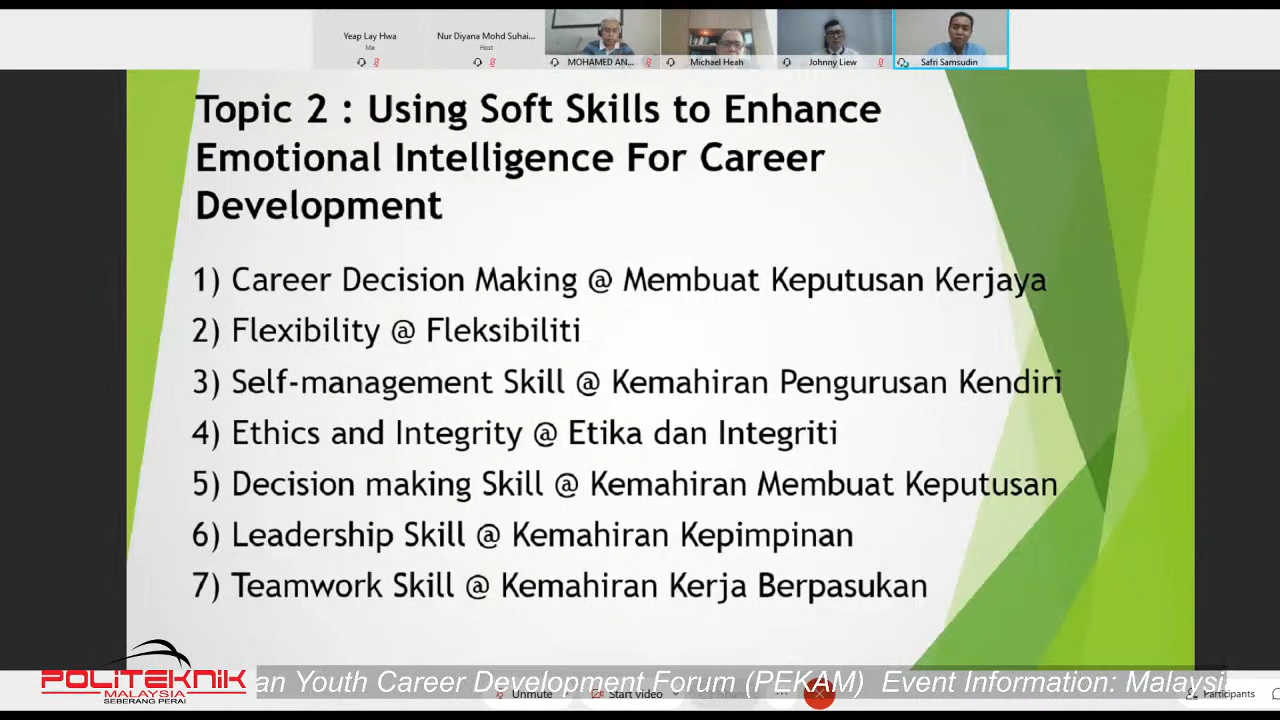 Yeap Lay Hwa
Me
Nur Diyana Mohd Suhai...
Host
MOHAMED AN...
Michael Heah
Johnny Liew
Safri Samsudin
Topic 2 : Using Soft Skills to Enhance
Emotional Intelligence For Career
Development
1) Career Decision Making @ Membuat Keputusan Kerjaya
2) Flexibility @ Fleksibiliti
3) Self-management Skill @ Kemahiran Pengurusan Kendiri
4) Ethics and Integrity @ Etika dan Integriti
5) Decision making Skill @ Kemahiran Membuat Keputusan
6) Leadership Skill @ Kemahiran Kepimpinan
7) Teamwork Skill @ Kemahiran Kerja Berpasukan
POLITEKNIK
MALAYSIA
SEBERANG PERAI
an Youth Career Development Forum (PEKAM) Event Information: Malaysi
Unmute
Start video
Participants